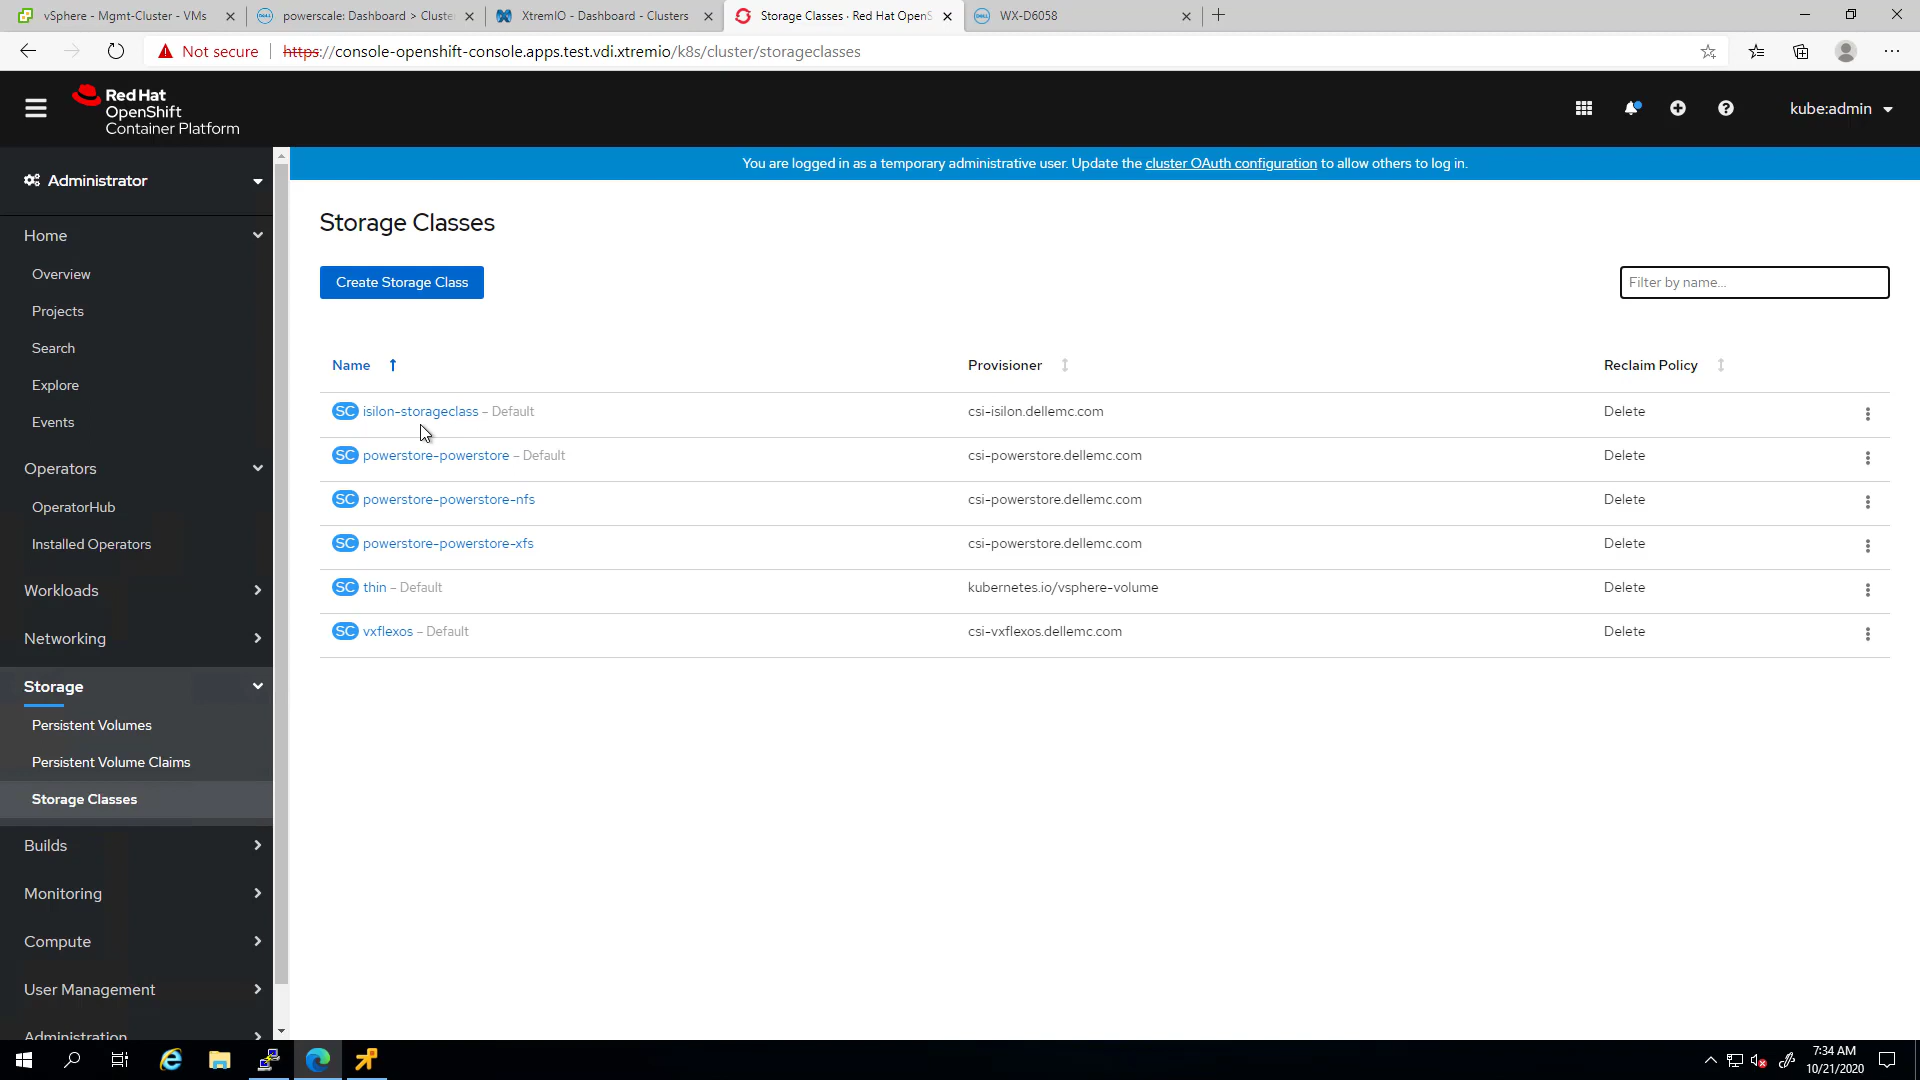 vSphere - Mgmt-Cluster - VMs
powerscale: Dashboard > Cluste
XtremIO - Dashboard - Clusters
Storage Classes · Red Hat OpenS
WX-D6058
Not secure
https://console-openshift-console.apps.test.vdi.xtremio/k8s/cluster/storageclasses
Red Hat
OpenShift
Container Platform
kube:admin
You are logged in as a temporary administrative user. Update the cluster OAuth configuration to allow others to log in.
Administrator
Home
Overview
Projects
Search
Explore
Events
Operators
OperatorHub
Installed Operators
Workloads
Networking
Storage
Persistent Volumes
Persistent Volume Claims
Storage Classes
Builds
Monitoring
Compute
User Management
Administration
Storage Classes
Create Storage Class
Filter by name...
Name Provisioner Reclaim Policy
SC isilon-storageclass – Default csi-isilon.dellemc.com Delete
SC powerstore-powerstore – Default csi-powerstore.dellemc.com Delete
SC powerstore-powerstore-nfs csi-powerstore.dellemc.com Delete
SC powerstore-powerstore-xfs csi-powerstore.dellemc.com Delete
SC thin – Default kubernetes.io/vsphere-volume Delete
SC vxflexos – Default csi-vxflexos.dellemc.com Delete
7:34 AM
10/21/2020